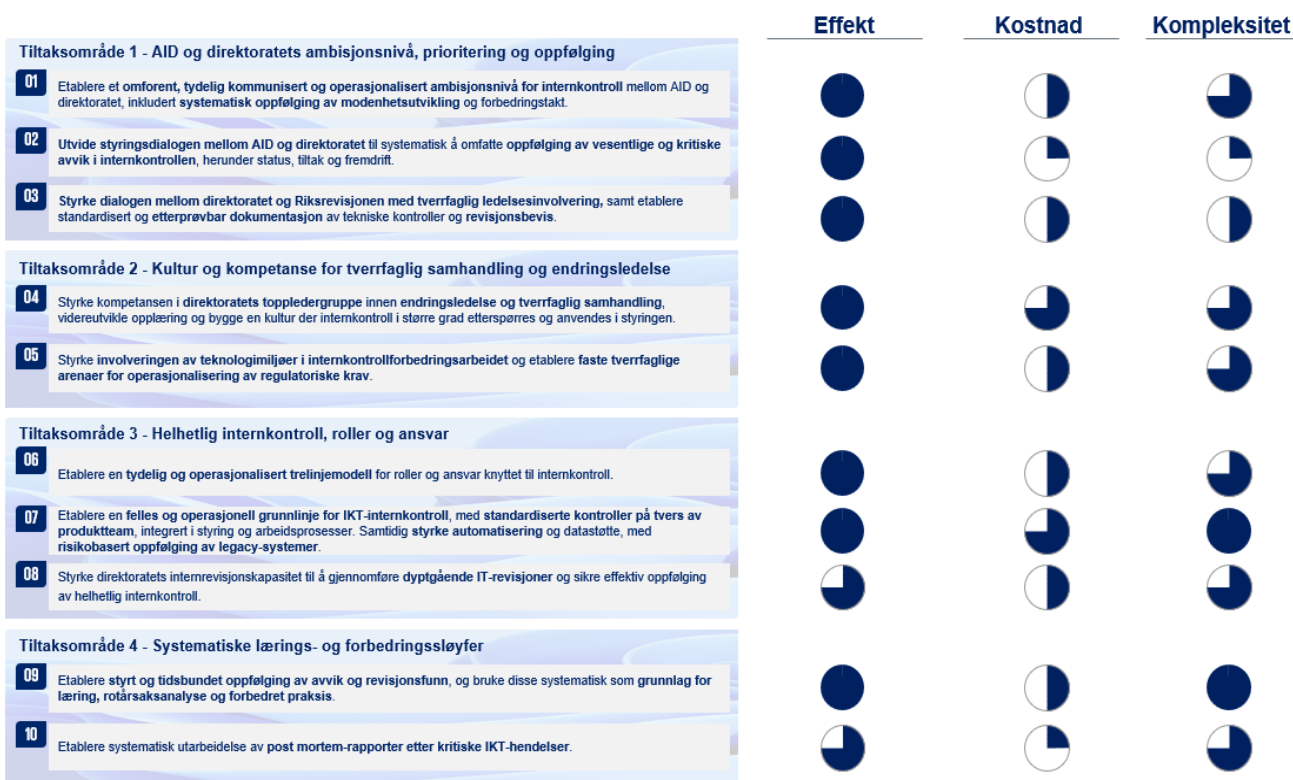 Effekt Kostnad Kompleksitet
Tiltaksområde 1 - AID og direktoratets ambisjonsnivå, prioritering og oppfølging
01 Etablere et omforent, tydelig kommunisert og operasjonalisert ambisjonsnivå for internkontroll mellom AID og
direktoratet, inkludert systematisk oppfølging av modenhetsutvikling og forbedringstakt.
02 Utvide styringsdialogen mellom AID og direktoratet til systematisk å omfatte oppfølging av vesentlige og kritiske
avvik i internkontrollen, herunder status, tiltak og fremdrift.
03 Styrke dialogen mellom direktoratet og Riksrevisjonen med tverrfaglig ledelsesinvolvering, samt etablere
standardisert og etterprøvbar dokumentasjon av tekniske kontroller og revisjonsbevis.
Tiltaksområde 2 - Kultur og kompetanse for tverrfaglig samhandling og endringsledelse
04 Styrke kompetansen i direktoratets toppledergruppe innen endringsledelse og tverrfaglig samhandling,
videreutvikle opplæring og bygge en kultur der internkontroll i større grad etterspørres og anvendes i styringen.
05 Styrke involveringen av teknologimiljøer i internkontrollforbedringsarbeidet og etablere faste tverrfaglige
arenaer for operasjonalisering av regulatoriske krav.
Tiltaksområde 3 - Helhetlig internkontroll, roller og ansvar
06 Etablere en tydelig og operasjonalisert trelinjemodell for roller og ansvar knyttet til internkontroll.
07 Etablere en felles og operasjonell grunnlinje for IKT-internkontroll, med standardiserte kontroller på tvers av
produktteam, integrert i styring og arbeidsprosesser. Samtidig styrke automatisering og datastøtte, med
risikobasert oppfølging av legacy-systemer.
08 Styrke direktoratets internrevisjonskapasitet til å gjennomføre dyptgående IT-revisjoner og sikre effektiv oppfølging
av helhetlig internkontroll.
Tiltaksområde 4 - Systematiske lærings- og forbedringssløyfer
09 Etablere styrt og tidsbundet oppfølging av avvik og revisjonsfunn, og bruke disse systematisk som grunnlag for
læring, rotårsaksanalyse og forbedret praksis.
10 Etablere systematisk utarbeidelse av post mortem-rapporter etter kritiske IKT-hendelser.